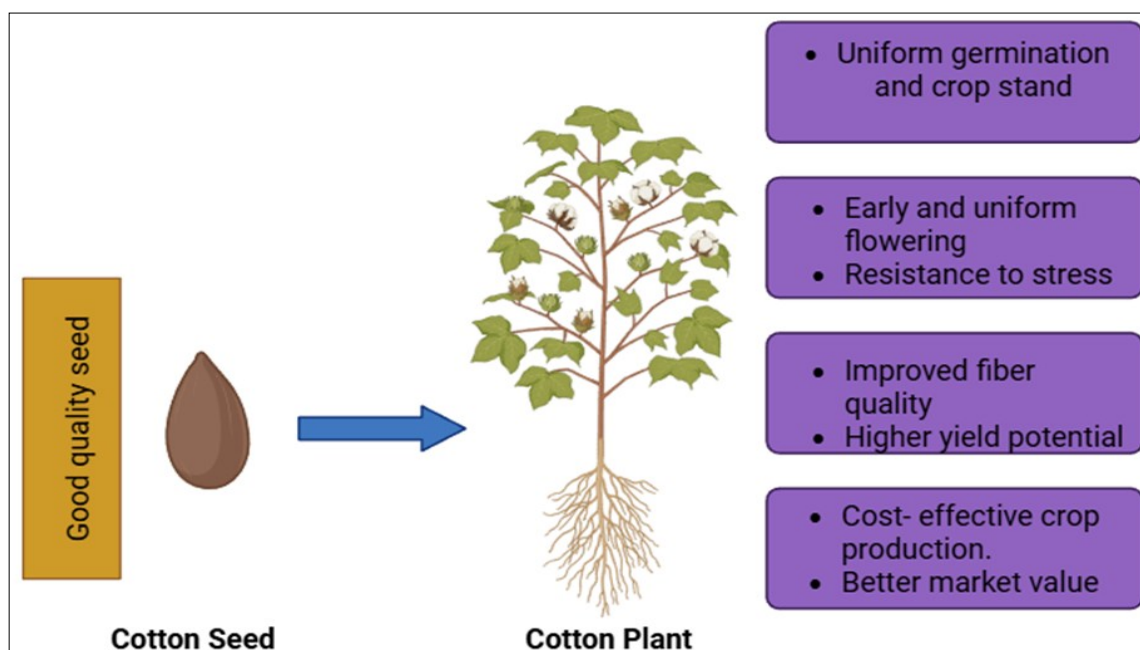 Good quality seed
Cotton Seed
Cotton Plant
• Uniform germination
and crop stand
• Early and uniform
flowering
• Resistance to stress
• Improved fiber
quality
• Higher yield potential
• Cost- effective crop
production.
• Better market value